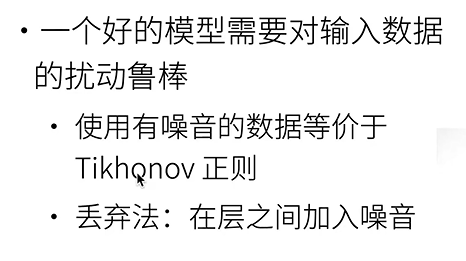 • 一个好的模型需要对输入数据
的扰动鲁棒
• 使用有噪音的数据等价于
Tikhonov 正则
• 丢弃法：在层之间加入噪音